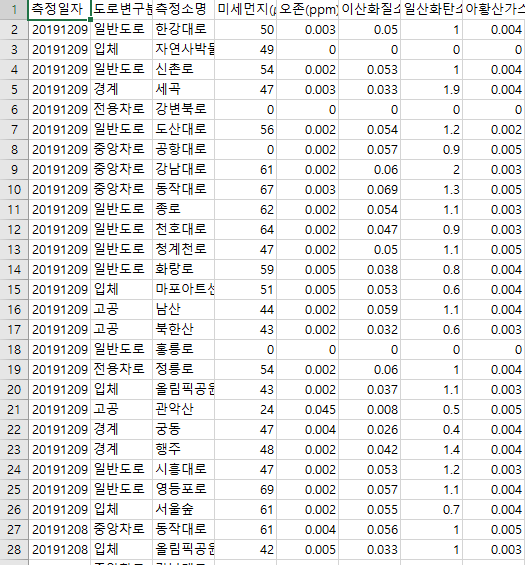 1 측정일자 도로변구분 측정소명 미세먼지(μ 오존(ppm) 이산화질소 일산화탄소 아황산가스
2 20191209 일반도로 한강대로 50 0.003 0.05 1 0.004
3 20191209 입체 자연사박물 49 0 0 0 0
4 20191209 일반도로 신촌로 54 0.002 0.053 1 0.004
5 20191209 경계 세곡 47 0.003 0.033 1.9 0.004
6 20191209 전용차로 강변북로 0 0 0 0 0
7 20191209 일반도로 도산대로 56 0.002 0.054 1.2 0.002
8 20191209 중앙차로 공항대로 0 0.002 0.057 0.9 0.005
9 20191209 중앙차로 강남대로 61 0.002 0.06 2 0.003
10 20191209 중앙차로 동작대로 67 0.003 0.069 1.3 0.005
11 20191209 일반도로 종로 62 0.002 0.054 1.1 0.003
12 20191209 일반도로 천호대로 64 0.002 0.047 0.9 0.003
13 20191209 일반도로 청계천로 47 0.002 0.05 1.1 0.005
14 20191209 일반도로 화랑로 59 0.005 0.038 0.8 0.004
15 20191209 입체 마포아트센 51 0.005 0.053 0.6 0.004
16 20191209 고공 남산 44 0.002 0.059 1.1 0.004
17 20191209 고공 북한산 43 0.002 0.032 0.6 0.003
18 20191209 일반도로 홍릉로 0 0 0 0 0
19 20191209 전용차로 정릉로 54 0.002 0.06 1 0.004
20 20191209 입체 올림픽공원 43 0.002 0.037 1.1 0.003
21 20191209 고공 관악산 24 0.045 0.008 0.5 0.005
22 20191209 경계 궁동 47 0.004 0.026 0.4 0.004
23 20191209 경계 행주 48 0.002 0.042 1.4 0.004
24 20191209 일반도로 시흥대로 47 0.002 0.053 1.2 0.003
25 20191209 일반도로 영등포로 69 0.002 0.057 1.1 0.004
26 20191209 입체 서울숲 61 0.002 0.055 0.7 0.004
27 20191208 중앙차로 동작대로 61 0.004 0.056 1 0.005
28 20191208 입체 올림픽공원 42 0.005 0.033 1 0.003